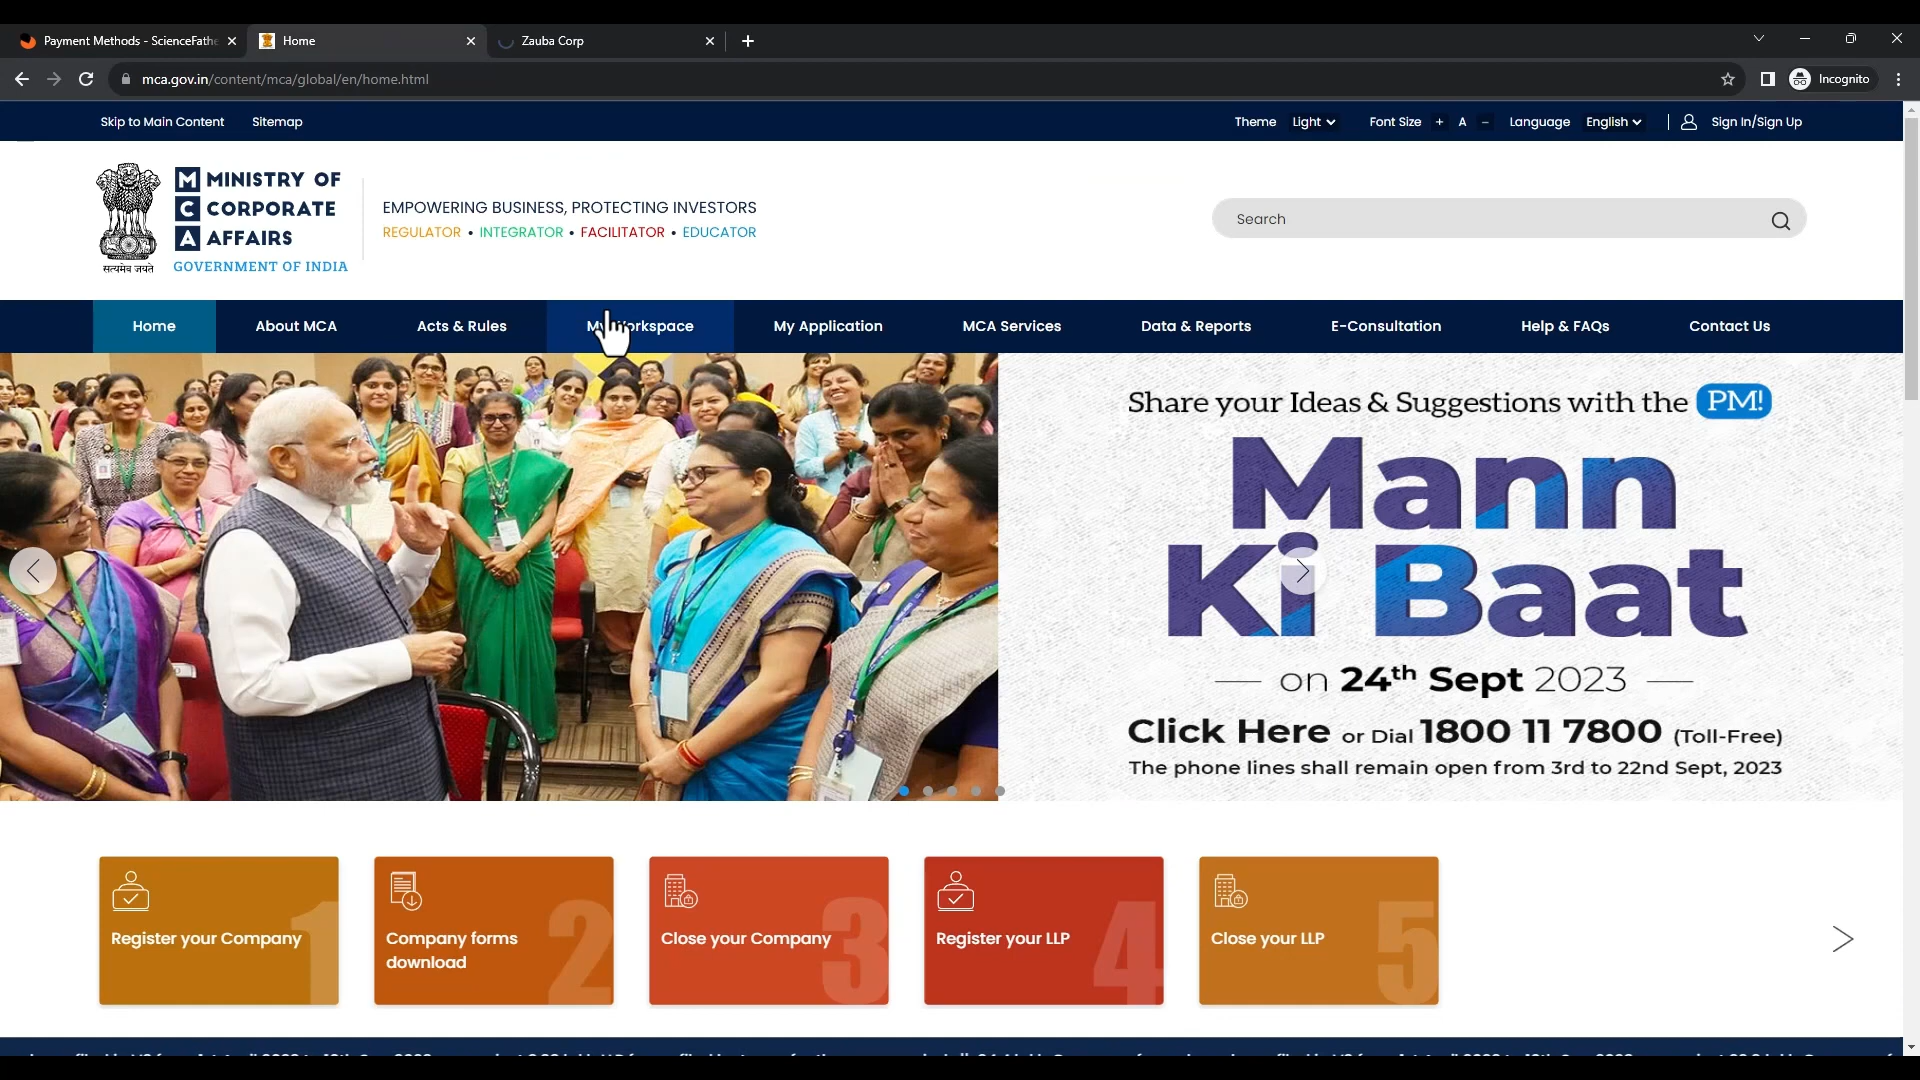 Payment Methods - ScienceFathe
Home
Zauba Corp
mca.gov.in/content/mca/global/en/home.html
Incognito
Skip to Main Content
Sitemap
Theme
Light
Font Size + A -
Language
English
Sign In/Sign Up
M MINISTRY OF
C CORPORATE
A AFFAIRS
GOVERNMENT OF INDIA
सत्यमेव जयते
EMPOWERING BUSINESS, PROTECTING INVESTORS
REGULATOR • INTEGRATOR • FACILITATOR • EDUCATOR
Search
Home
About MCA
Acts & Rules
My Workspace
My Application
MCA Services
Data & Reports
E-Consultation
Help & FAQs
Contact Us
Share your Ideas & Suggestions with the PM!
Mann
Ki Baat
on 24th Sept 2023
Click Here or Dial 1800 11 7800 (Toll-Free)
The phone lines shall remain open from 3rd to 22nd Sept, 2023
Register your Company
1
Company forms
download
2
Close your Company
3
Register your LLP
4
Close your LLP
5